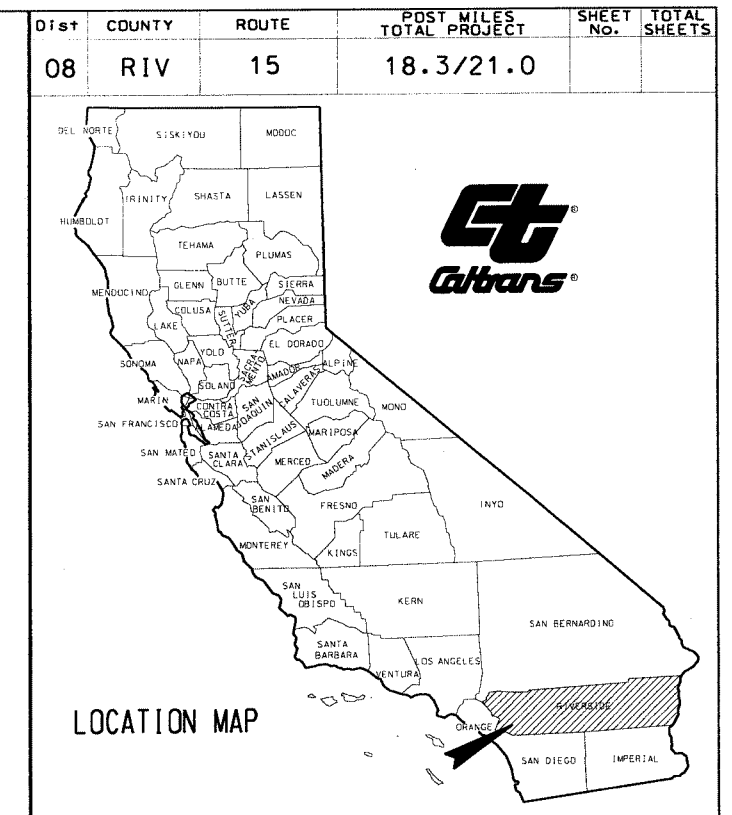 Dist COUNTY ROUTE POST MILES TOTAL PROJECT SHEET No. TOTAL SHEETS
08 RIV 15 18.3/21.0
DEL NORTE SISKIYOU MODOC
TRINITY SHASTA LASSEN
HUMBOLDT
TEHAMA PLUMAS
MENDOCINO GLENN BUTTE SIERRA
NEVADA
COLUSA YUBA PLACER
LAKE SUTTER
EL DORADO
SONOMA NAPA YOLO SACRAMENTO ALPINE
AMADOR
SOLANO CALAVERAS
MARIN TUOLUMNE MONO
CONTRA COSTA SAN JOAQUIN
SAN FRANCISCO ALAMEDA STANISLAUS MARIPOSA
SAN MATEO SANTA CLARA MERCED MADERA
SANTA CRUZ
SAN BENITO FRESNO INYO
MONTEREY KINGS TULARE
SAN LUIS OBISPO KERN
SAN BERNARDINO
SANTA BARBARA
VENTURA LOS ANGELES
RIVERSIDE
ORANGE
SAN DIEGO IMPERIAL
Ct ®
Caltrans ®
LOCATION MAP